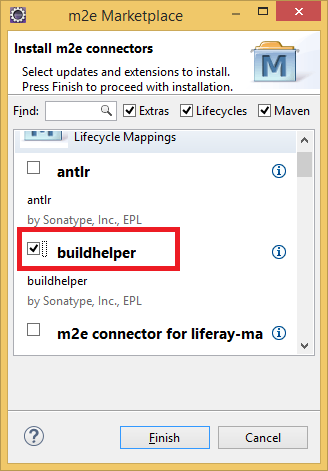 m2e Marketplace
Install m2e connectors
Select updates and extensions to install.
Press Finish to proceed with installation.
M
Find:
Extras
Lifecycles
Maven
Lifecycle Mappings
antlr
antlr
by Sonatype, Inc., EPL
buildhelper
buildhelper
by Sonatype, Inc., EPL
m2e connector for liferay-ma
?
Finish
Cancel